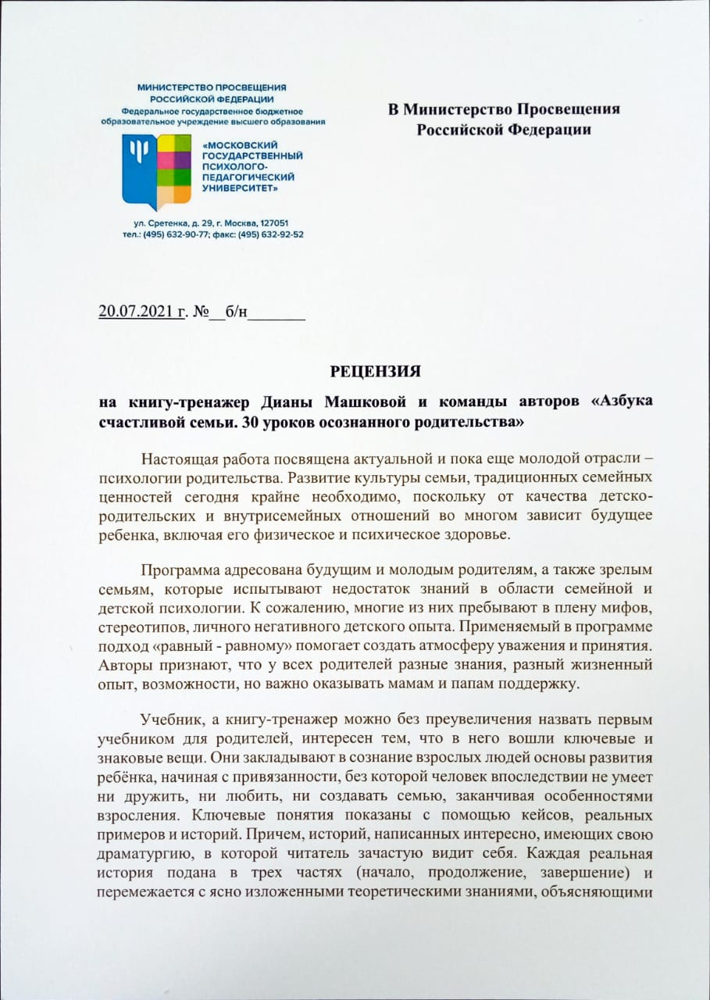 МИНИСТЕРСТВО ПРОСВЕЩЕНИЯ
РОССИЙСКОЙ ФЕДЕРАЦИИ
Федеральное государственное бюджетное
образовательное учреждение высшего образования
«МОСКОВСКИЙ
ГОСУДАРСТВЕННЫЙ
ПСИХОЛОГО-
ПЕДАГОГИЧЕСКИЙ
УНИВЕРСИТЕТ»
ул. Сретенка, д. 29, г. Москва, 127051
тел.: (495) 632-90-77; факс: (495) 632-92-52
В Министерство Просвещения
Российской Федерации
20.07.2021 г. №__б/н_______
РЕЦЕНЗИЯ
на книгу-тренажер Дианы Машковой и команды авторов «Азбука
счастливой семьи. 30 уроков осознанного родительства»
Настоящая работа посвящена актуальной и пока еще молодой отрасли –
психологии родительства. Развитие культуры семьи, традиционных семейных
ценностей сегодня крайне необходимо, поскольку от качества детско-
родительских и внутрисемейных отношений во многом зависит будущее
ребенка, включая его физическое и психическое здоровье.
Программа адресована будущим и молодым родителям, а также зрелым
семьям, которые испытывают недостаток знаний в области семейной и
детской психологии. К сожалению, многие из них пребывают в плену мифов,
стереотипов, личного негативного детского опыта. Применяемый в программе
подход «равный - равному» помогает создать атмосферу уважения и принятия.
Авторы признают, что у всех родителей разные знания, разный жизненный
опыт, возможности, но важно оказывать мамам и папам поддержку.
Учебник, а книгу-тренажер можно без преувеличения назвать первым
учебником для родителей, интересен тем, что в него вошли ключевые и
знаковые вещи. Они закладывают в сознание взрослых людей основы развития
ребёнка, начиная с привязанности, без которой человек впоследствии не умеет
ни дружить, ни любить, ни создавать семью, заканчивая особенностями
взросления. Ключевые понятия показаны с помощью кейсов, реальных
примеров и историй. Причем, историй, написанных интересно, имеющих свою
драматургию, в которой читатель зачастую видит себя. Каждая реальная
история подана в трех частях (начало, продолжение, завершение) и
перемежается с ясно изложенными теоретическими знаниями, объясняющими